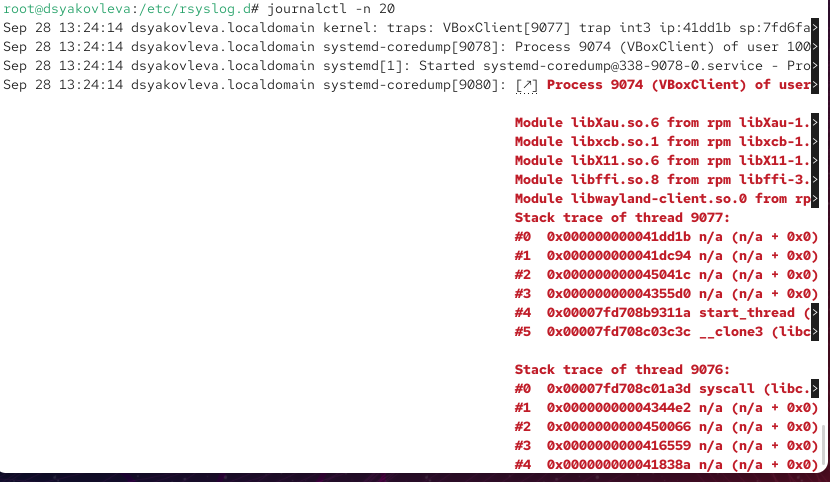 root@dsyakovleva:/etc/rsyslog.d# journalctl -n 20
Sep 28 13:24:14 dsyakovleva.localdomain kernel: traps: VBoxClient[9077] trap int3 ip:41dd1b sp:7fd6fa>
Sep 28 13:24:14 dsyakovleva.localdomain systemd-coredump[9078]: Process 9074 (VBoxClient) of user 100>
Sep 28 13:24:14 dsyakovleva.localdomain systemd[1]: Started systemd-coredump@338-9078-0.service - Pro>
Sep 28 13:24:14 dsyakovleva.localdomain systemd-coredump[9080]: [↗] Process 9074 (VBoxClient) of user>
Module libXau.so.6 from rpm libXau-1.>
Module libxcb.so.1 from rpm libxcb-1.>
Module libX11.so.6 from rpm libX11-1.>
Module libffi.so.8 from rpm libffi-3.>
Module libwayland-client.so.0 from rp>
Stack trace of thread 9077:
#0  0x000000000041dd1b n/a (n/a + 0x0)
#1  0x000000000041dc94 n/a (n/a + 0x0)
#2  0x000000000045041c n/a (n/a + 0x0)
#3  0x00000000004355d0 n/a (n/a + 0x0)
#4  0x00007fd708b9311a start_thread (>
#5  0x00007fd708c03c3c __clone3 (libc>
Stack trace of thread 9076:
#0  0x00007fd708c01a3d syscall (libc.>
#1  0x00000000004344e2 n/a (n/a + 0x0)
#2  0x0000000000450066 n/a (n/a + 0x0)
#3  0x0000000000416559 n/a (n/a + 0x0)
#4  0x000000000041838a n/a (n/a + 0x0)